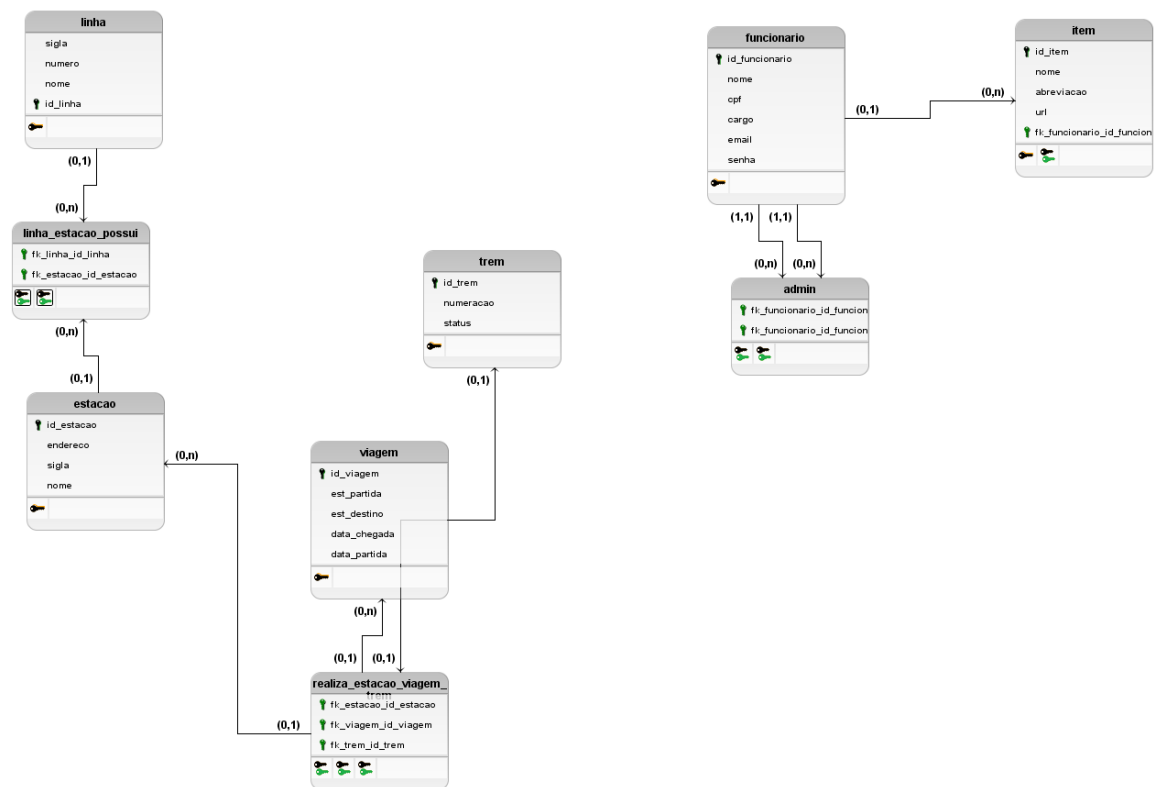 linha
sigla
numero
nome
id_linha
(0,1)
(0,n)
linha_estacao_possui
fk_linha_id_linha
fk_estacao_id_estacao
(0,n)
(0,1)
estacao
id_estacao
endereco
sigla
nome
(0,n)
trem
id_trem
numeracao
status
(0,1)
viagem
id_viagem
est_partida
est_destino
data_chegada
data_partida
(0,n)
(0,1) (0,1)
realiza_estacao_viagem_
trem
fk_estacao_id_estacao
fk_viagem_id_viagem
fk_trem_id_trem
(0,1)
funcionario
id_funcionario
nome
cpf
cargo
email
senha
(0,1)
(0,n)
item
id_item
nome
abreviacao
url
fk_funcionario_id_funcion
(1,1) (1,1)
(0,n) (0,n)
admin
fk_funcionario_id_funcion
fk_funcionario_id_funcion